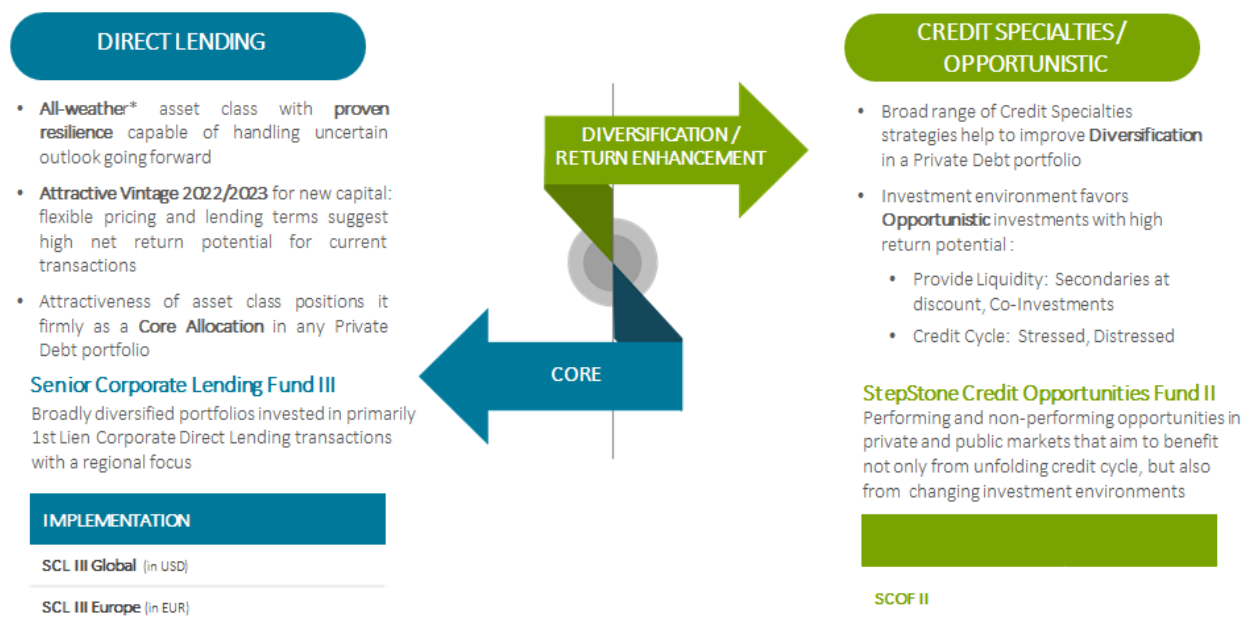 DIRECT LENDING
• All-weather* asset class with proven
resilience capable of handling uncertain
outlook going forward
• Attractive Vintage 2022/2023 for new capital:
flexible pricing and lending terms suggest
high net return potential for current
transactions
• Attractiveness of asset class positions it
firmly as a Core Allocation in any Private
Debt portfolio
Senior Corporate Lending Fund III
Broadly diversified portfolios invested in primarily
1st Lien Corporate Direct Lending transactions
with a regional focus
IMPLEMENTATION
SCL III Global (in USD)
SCL III Europe (in EUR)
DIVERSIFICATION /
RETURN ENHANCEMENT
CORE
CREDIT SPECIALTIES/
OPPORTUNISTIC
• Broad range of Credit Specialties
strategies help to improve Diversification
in a Private Debt portfolio
• Investment environment favors
Opportunistic investments with high
return potential :
• Provide Liquidity: Secondaries at
discount, Co-Investments
• Credit Cycle: Stressed, Distressed
StepStone Credit Opportunities Fund II
Performing and non-performing opportunities in
private and public markets that aim to benefit
not only from unfolding credit cycle, but also
from changing investment environments
SCOF II